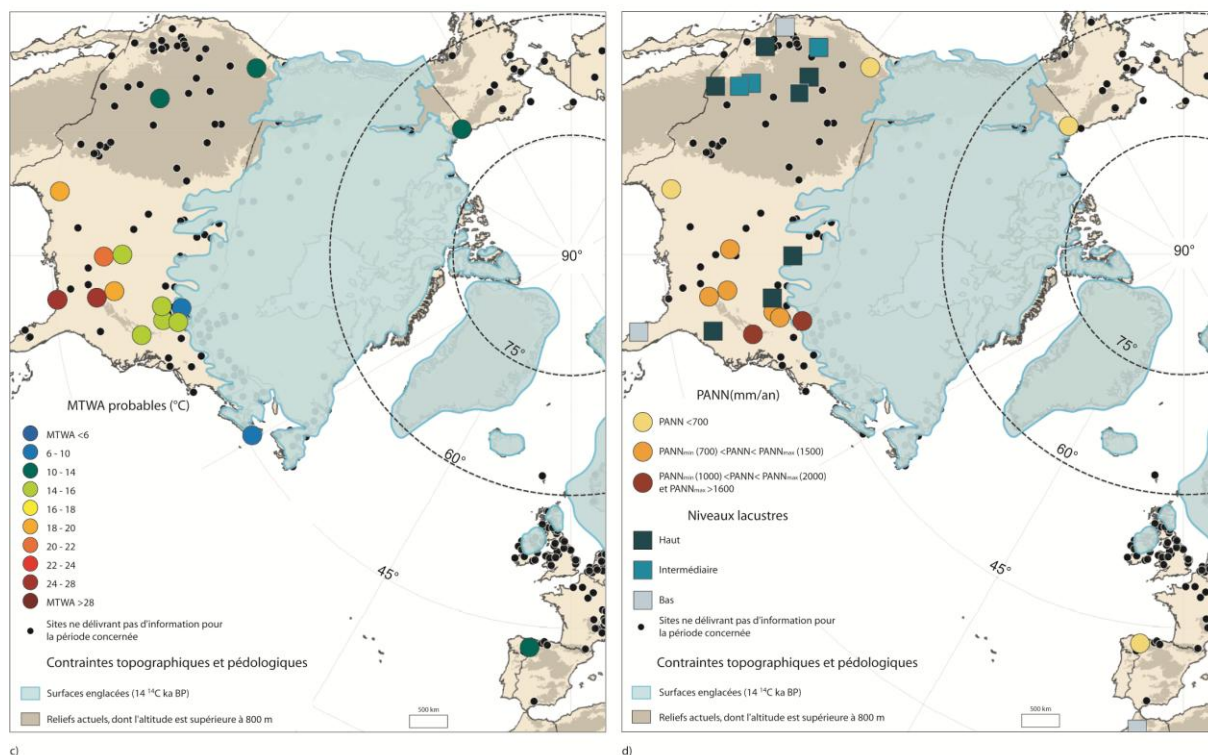 90°
75°
60°
45°
MTWA probables (°C)
MTWA <6
6 - 10
10 - 14
14 - 16
16 - 18
18 - 20
20 - 22
22 - 24
24 - 28
MTWA >28
Sites ne délivrant pas d'information pour
la période concernée
Contraintes topographiques et pédologiques
Surfaces englacées (14 ¹⁴C ka BP)
Reliefs actuels, dont l'altitude est supérieure à 800 m
500 km
c)
90°
75°
60°
45°
PANN(mm/an)
PANN <700
PANNmin (700) <PANN< PANNmax (1500)
PANNmin (1000) <PANN< PANNmax (2000)
et PANNmax >1600
Niveaux lacustres
Haut
Intermédiaire
Bas
Sites ne délivrant pas d'information pour
la période concernée
Contraintes topographiques et pédologiques
Surfaces englacées (14 ¹⁴C ka BP)
Reliefs actuels, dont l'altitude est supérieure à 800 m
500 km
d)